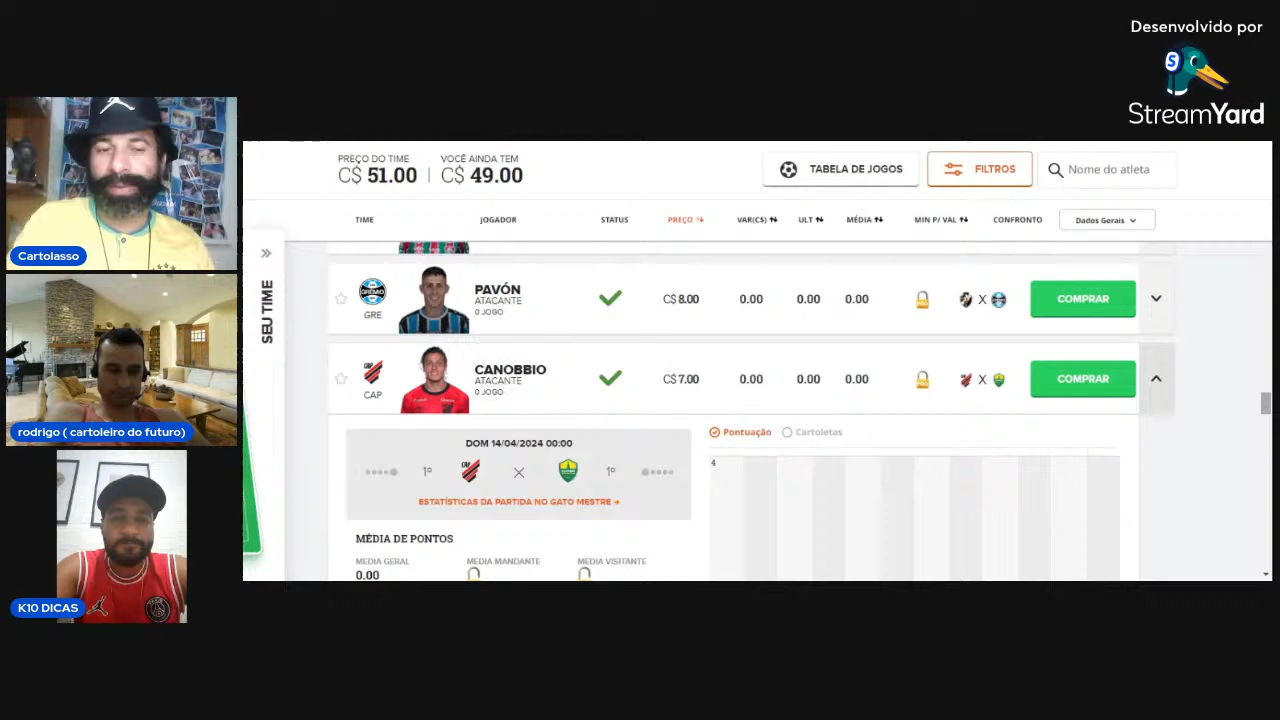 Desenvolvido por
StreamYard
Cartolasso
rodrigo ( cartoleiro do futuro)
K10 DICAS
PREÇO DO TIME
C$ 51.00
VOCÊ AINDA TEM
C$ 49.00
TABELA DE JOGOS
FILTROS
Nome do atleta
TIME JOGADOR STATUS PREÇO VAR(C$) ULT MÉDIA MIN P/ VAL CONFRONTO Dados Gerais
SEU TIME
GRÊMIO
GRE
PAVÓN
ATACANTE
0 JOGO
C$ 8.00 0.00 0.00 0.00 X COMPRAR
CAP
CANOBBIO
ATACANTE
0 JOGO
C$ 7.00 0.00 0.00 0.00 X COMPRAR
DOM 14/04/2024 00:00
1º X 1º
ESTATÍSTICAS DA PARTIDA NO GATO MESTRE
MÉDIA DE PONTOS
MEDIA GERAL MEDIA MANDANTE MEDIA VISITANTE
0.00
Pontuação Cartoletas
4